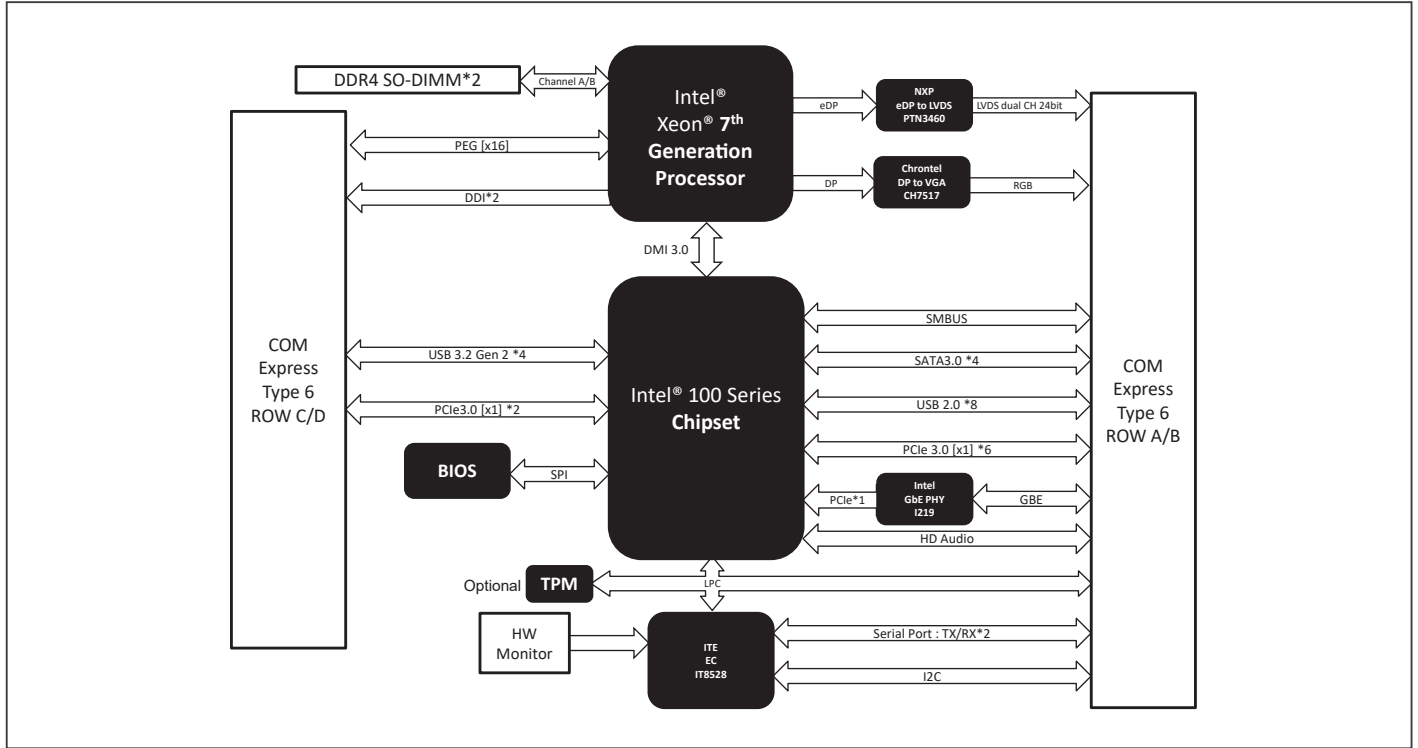 DDR4 SO-DIMM*2
Channel A/B
Intel®
Xeon® 7th
Generation
Processor
eDP
NXP
eDP to LVDS
PTN3460
LVDS dual CH 24bit
PEG [x16]
DDI*2
DP
Chrontel
DP to VGA
CH7517
RGB
DMI 3.0
COM
Express
Type 6
ROW C/D
USB 3.2 Gen 2 *4
PCIe3.0 [x1] *2
BIOS
SPI
Intel® 100 Series
Chipset
SMBUS
SATA3.0 *4
USB 2.0 *8
PCIe 3.0 [x1] *6
PCIe*1
Intel
GbE PHY
I219
GBE
HD Audio
COM
Express
Type 6
ROW A/B
Optional
TPM
LPC
HW
Monitor
ITE
EC
IT8528
Serial Port : TX/RX*2
I2C